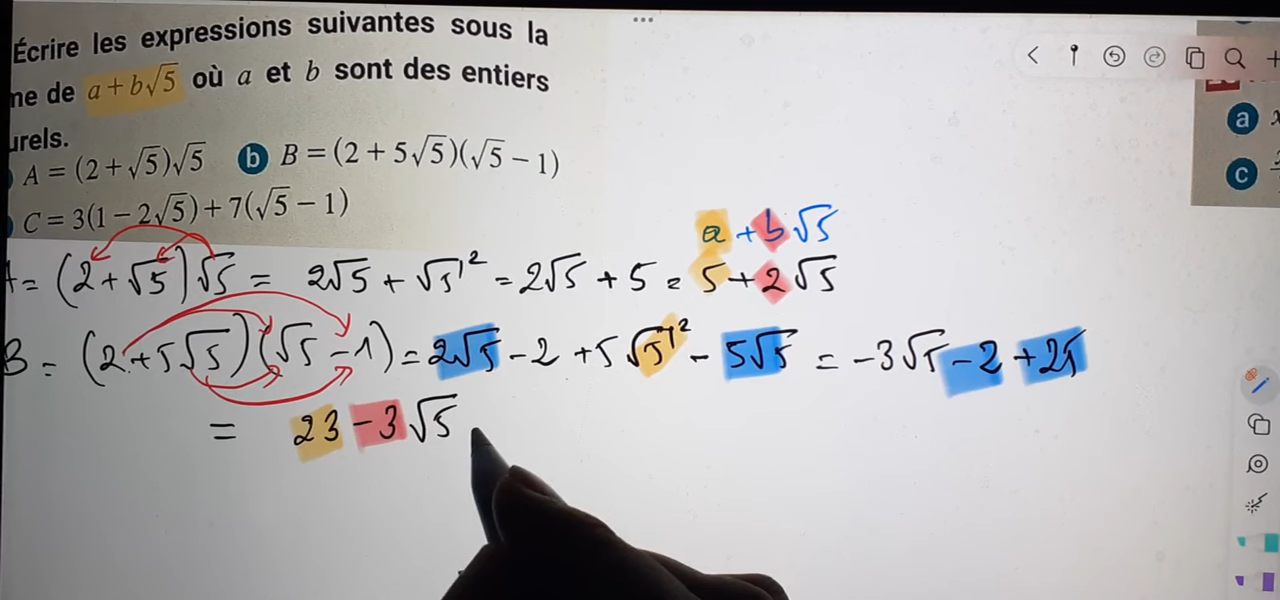 Écrire les expressions suivantes sous la
ne de a + b√5 où a et b sont des entiers
urels.
A = (2 + √5)√5 b B = (2 + 5√5)(√5 − 1)
C = 3(1 − 2√5) + 7(√5 − 1)
a
c
a + b√5
A = (2 + √5)√5 = 2√5 + √5² = 2√5 + 5 = 5 + 2√5
B = (2 + 5√5)(√5 − 1) = 2√5 − 2 + 5√5² − 5√5 = −3√5 − 2 + 25
= 23 − 3√5